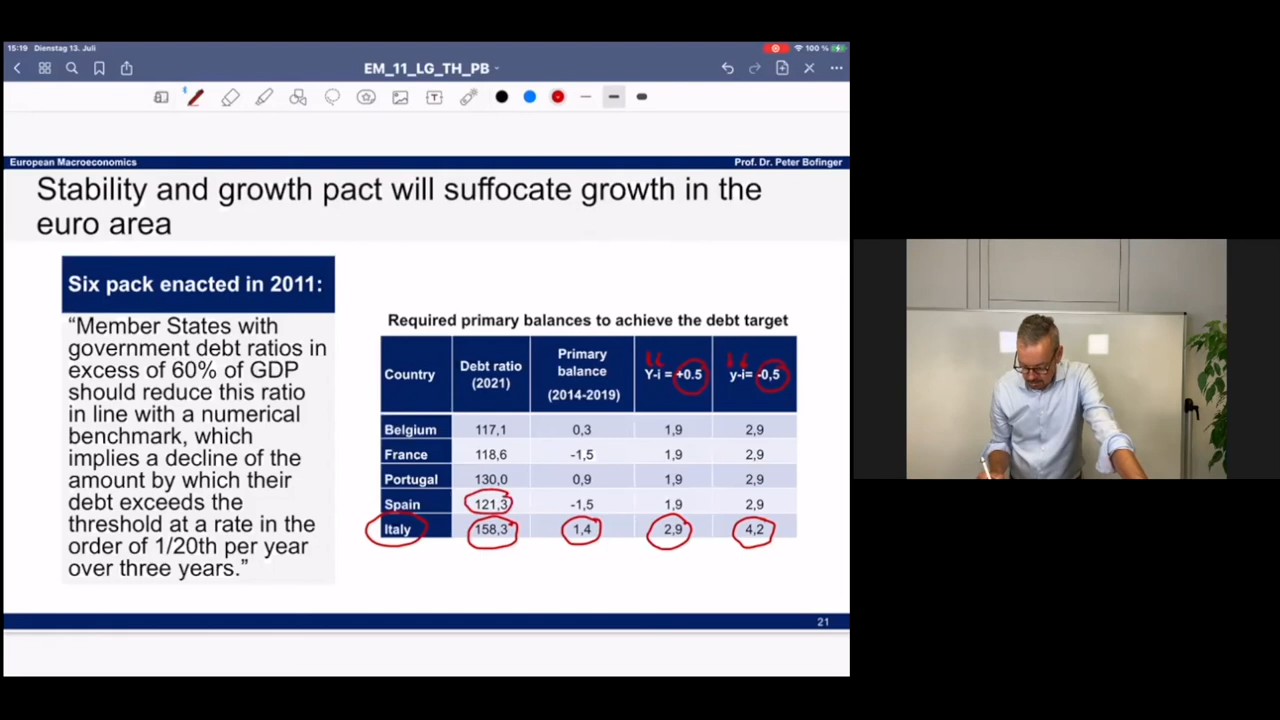 15:19 Dienstag 13. Juli
100 %
EM_11_LG_TH_PB
European Macroeconomics
Prof. Dr. Peter Bofinger
Stability and growth pact will suffocate growth in the
euro area
Six pack enacted in 2011:
“Member States with
government debt ratios in
excess of 60% of GDP
should reduce this ratio
in line with a numerical
benchmark, which
implies a decline of the
amount by which their
debt exceeds the
threshold at a rate in the
order of 1/20th per year
over three years.”
Required primary balances to achieve the debt target
Country Debt ratio (2021) Primary balance (2014-2019) Y-i = +0.5 y-i= -0,5
Belgium 117,1 0,3 1,9 2,9
France 118,6 -1,5 1,9 2,9
Portugal 130,0 0,9 1,9 2,9
Spain 121,3 -1,5 1,9 2,9
Italy 158,3 1,4 2,9 4,2
21